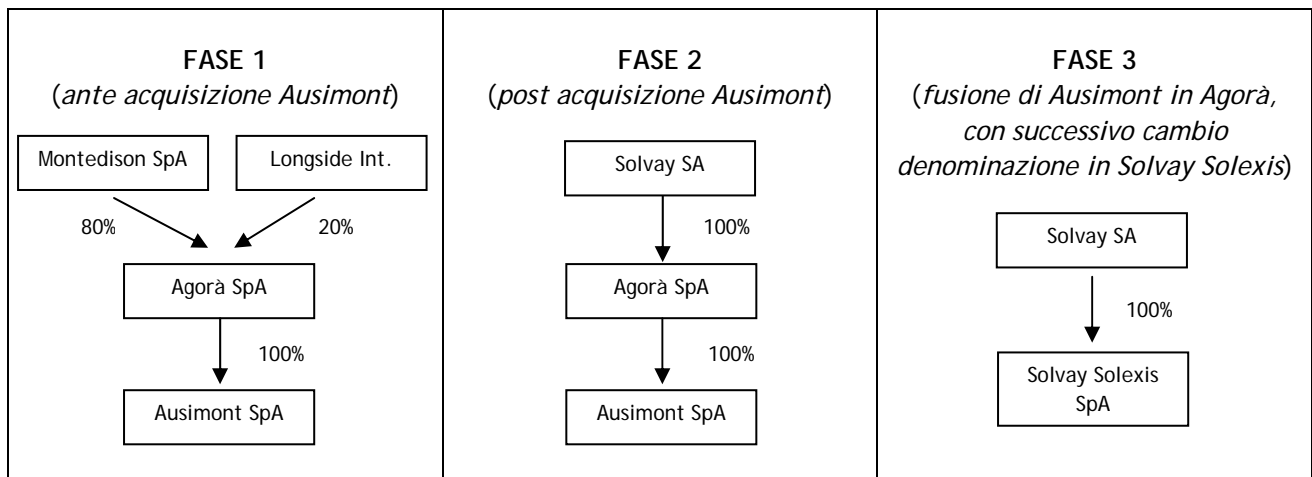 FASE 1
(ante acquisizione Ausimont)
Montedison SpA
Longside Int.
80%
20%
Agorà SpA
100%
Ausimont SpA
FASE 2
(post acquisizione Ausimont)
Solvay SA
100%
Agorà SpA
100%
Ausimont SpA
FASE 3
(fusione di Ausimont in Agorà,
con successivo cambio
denominazione in Solvay Solexis)
Solvay SA
100%
Solvay Solexis
SpA